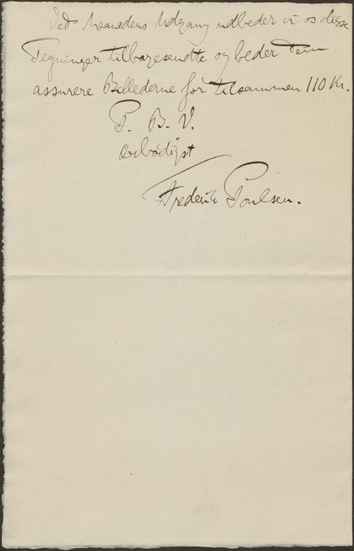 Ved Maanedens Udgang udbeder vi os disse
Tegninger tilbagesendte og beder Dem
assurere Billederne for tilsammen 110 Kr.
P. B. V.
ærbødigst
Frederik Poulsen.